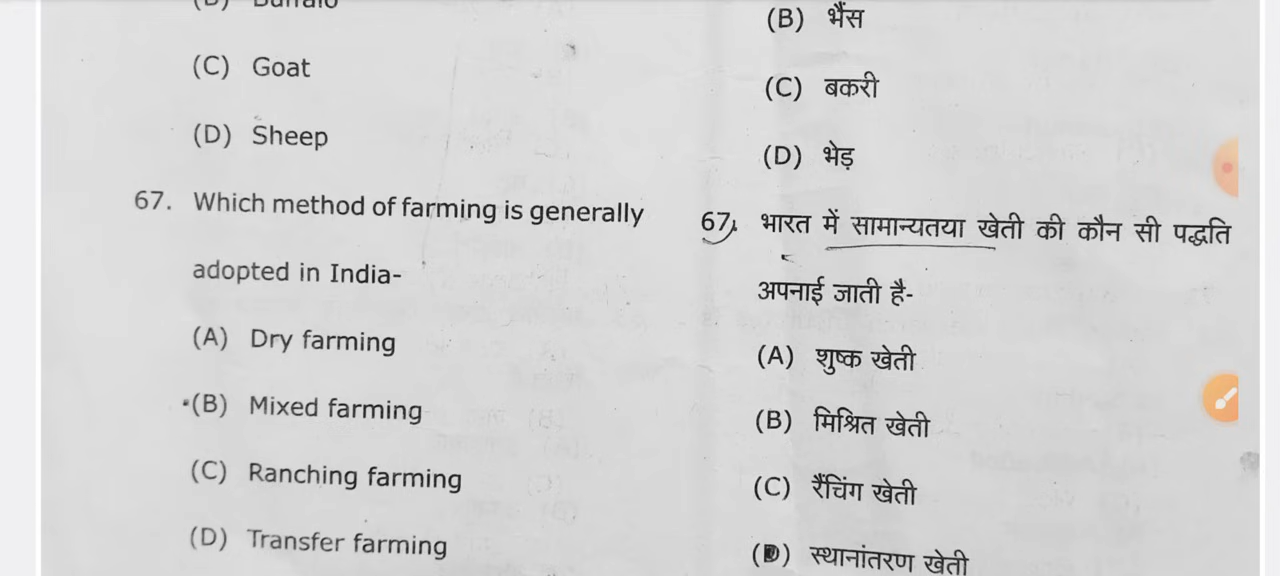 (C) Goat
(D) Sheep
67. Which method of farming is generally
adopted in India-
(A) Dry farming
(B) Mixed farming
(C) Ranching farming
(D) Transfer farming
(B) भैंस
(C) बकरी
(D) भेड़
67. भारत में सामान्यतया खेती की कौन सी पद्धति
अपनाई जाती है-
(A) शुष्क खेती
(B) मिश्रित खेती
(C) रैंचिंग खेती
(D) स्थानांतरण खेती